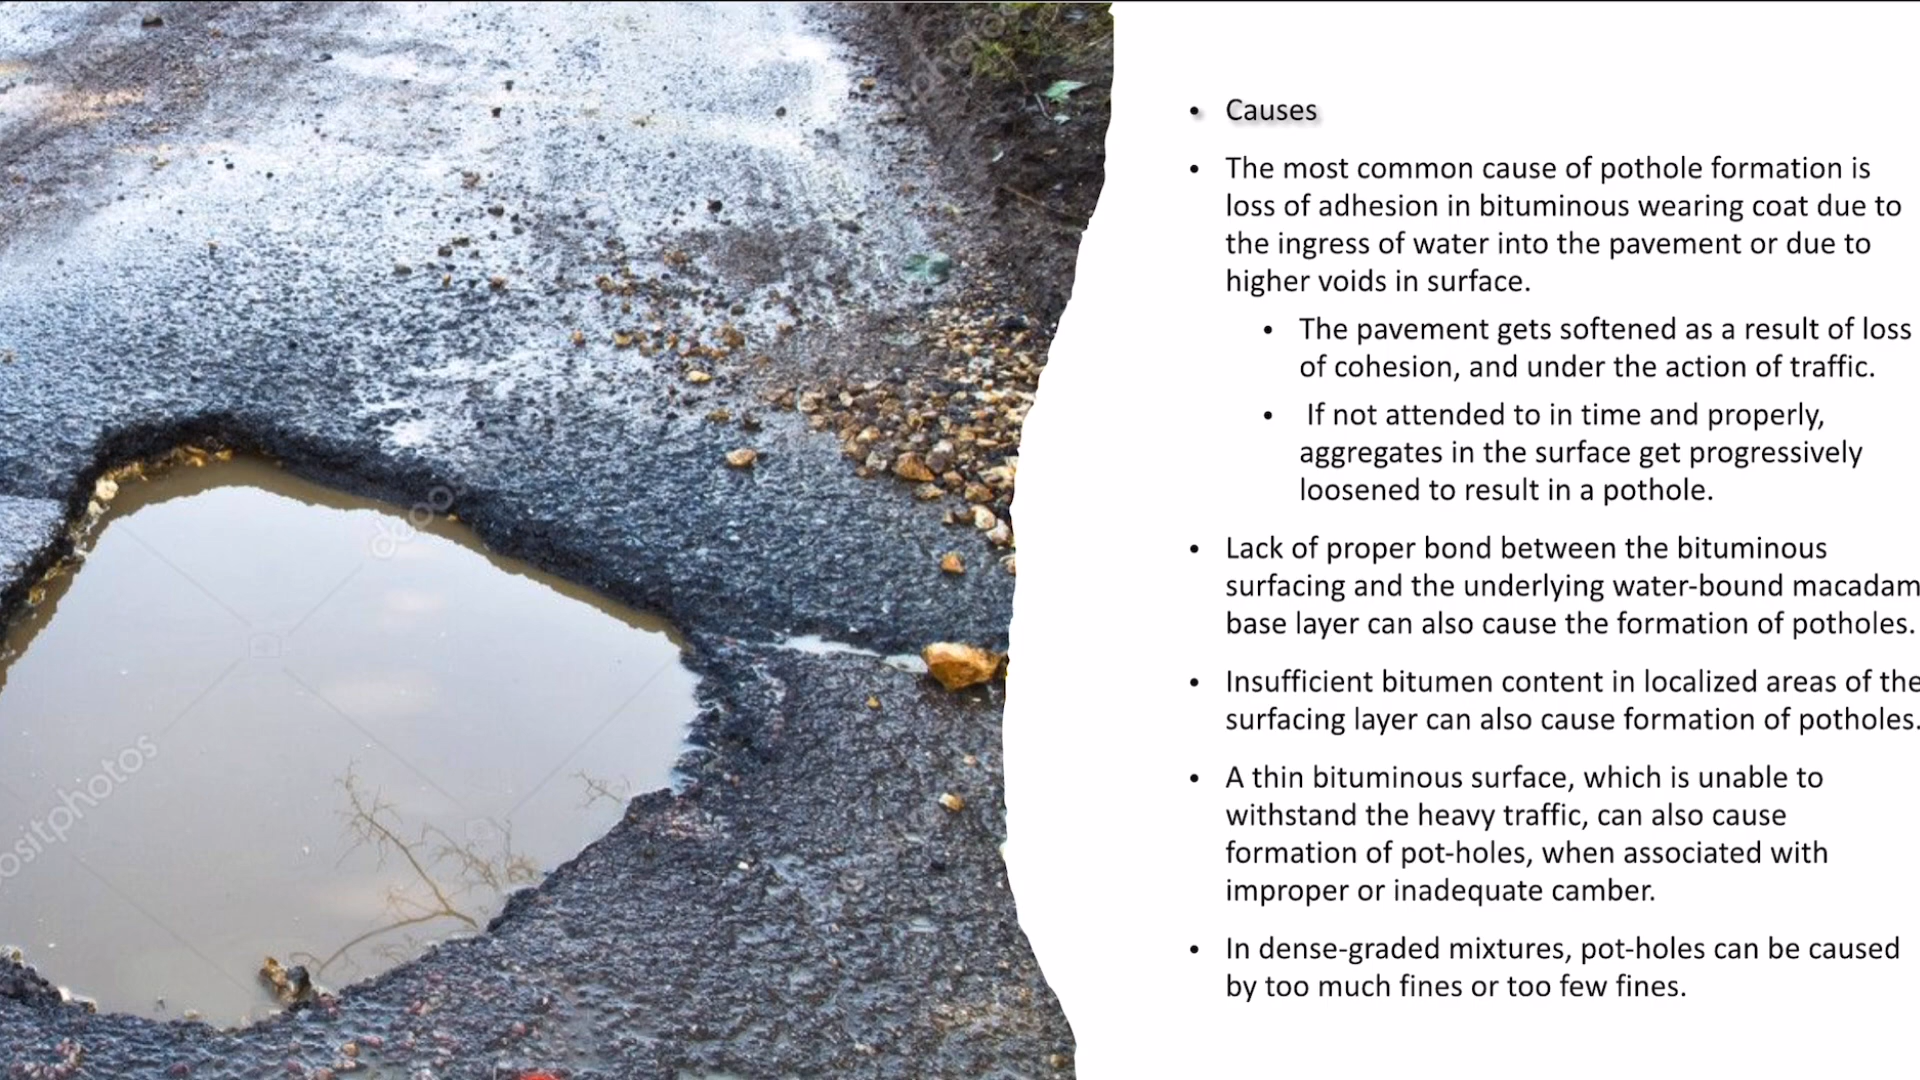 • Causes
• The most common cause of pothole formation is
loss of adhesion in bituminous wearing coat due to
the ingress of water into the pavement or due to
higher voids in surface.
• The pavement gets softened as a result of loss
of cohesion, and under the action of traffic.
• If not attended to in time and properly,
aggregates in the surface get progressively
loosened to result in a pothole.
• Lack of proper bond between the bituminous
surfacing and the underlying water-bound macadam
base layer can also cause the formation of potholes.
• Insufficient bitumen content in localized areas of the
surfacing layer can also cause formation of potholes.
• A thin bituminous surface, which is unable to
withstand the heavy traffic, can also cause
formation of pot-holes, when associated with
improper or inadequate camber.
• In dense-graded mixtures, pot-holes can be caused
by too much fines or too few fines.
ositphotos